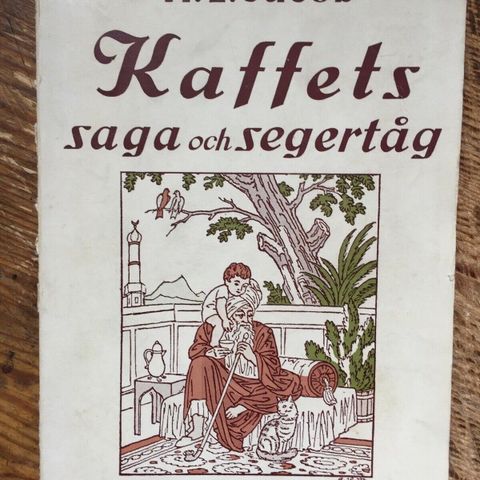 Kaffets
saga och segertåg